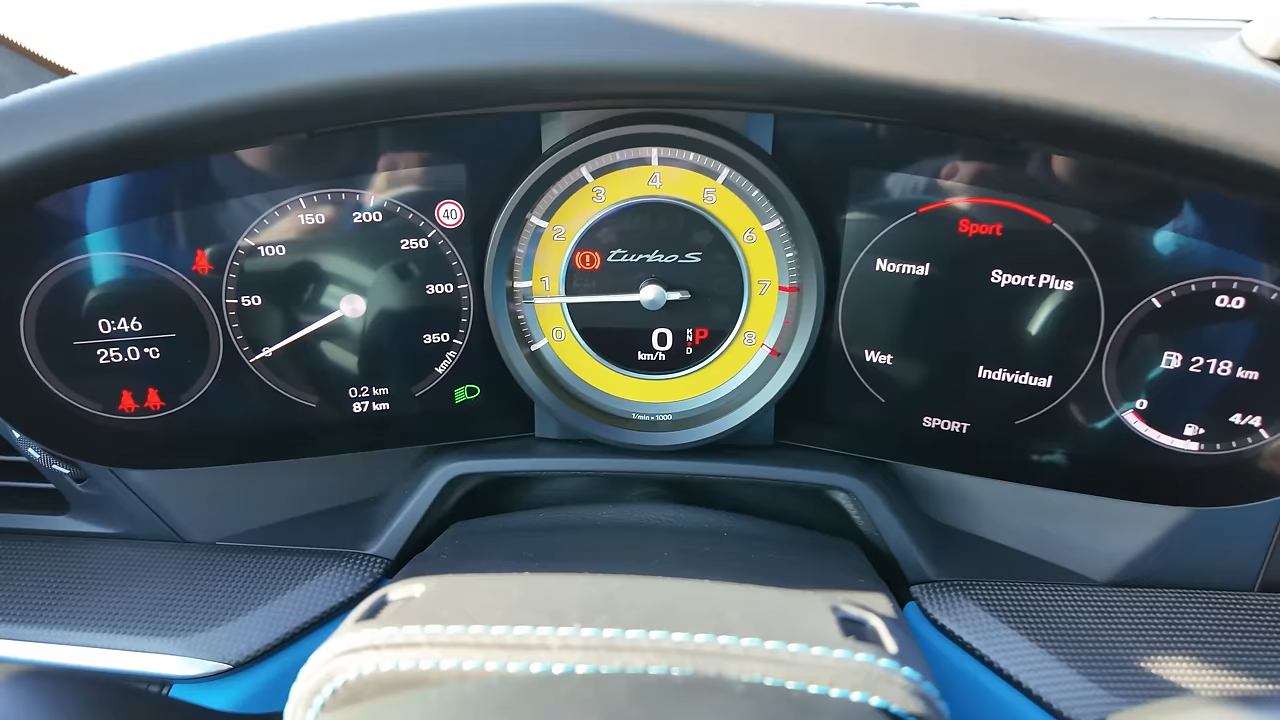 0:46
25.0 °C
0
50
100
150
200
250
300
350
km/h
40
0.2 km
87 km
0
1
2
3
4
5
6
7
8
turbo S
0
km/h
P
N
D
1/min × 1000
Sport
Normal
Sport Plus
Wet
Individual
SPORT
0.0
218 km
0
4/4